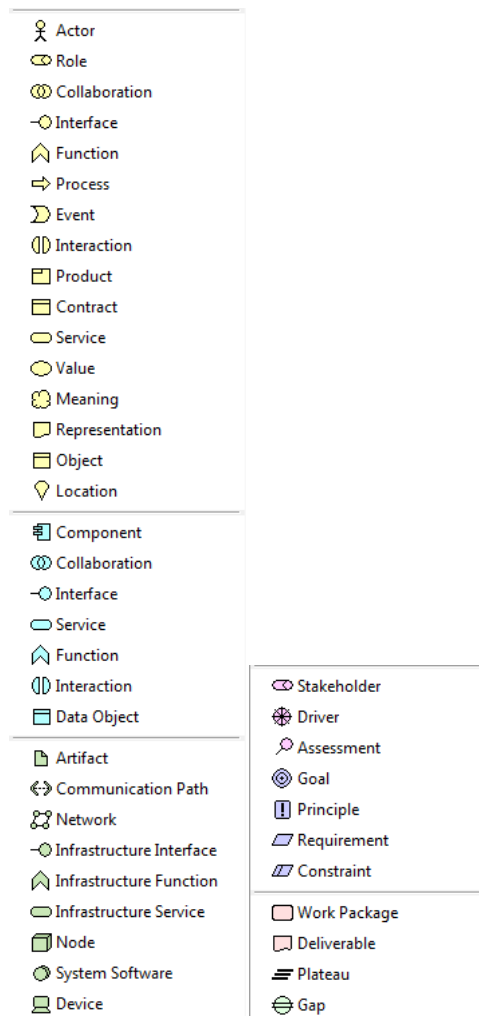 Actor
Role
Collaboration
Interface
Function
Process
Event
Interaction
Product
Contract
Service
Value
Meaning
Representation
Object
Location
Component
Collaboration
Interface
Service
Function
Interaction
Data Object
Artifact
Communication Path
Network
Infrastructure Interface
Infrastructure Function
Infrastructure Service
Node
System Software
Device
Stakeholder
Driver
Assessment
Goal
Principle
Requirement
Constraint
Work Package
Deliverable
Plateau
Gap